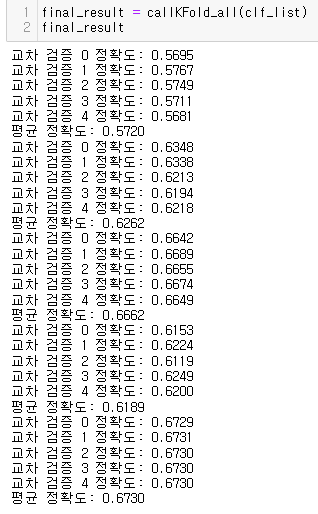 1 final_result = callKFold_all(clf_list)
2 final_result
교차 검증 0 정확도: 0.5695
교차 검증 1 정확도: 0.5767
교차 검증 2 정확도: 0.5749
교차 검증 3 정확도: 0.5711
교차 검증 4 정확도: 0.5681
평균 정확도: 0.5720
교차 검증 0 정확도: 0.6348
교차 검증 1 정확도: 0.6338
교차 검증 2 정확도: 0.6213
교차 검증 3 정확도: 0.6194
교차 검증 4 정확도: 0.6218
평균 정확도: 0.6262
교차 검증 0 정확도: 0.6642
교차 검증 1 정확도: 0.6689
교차 검증 2 정확도: 0.6655
교차 검증 3 정확도: 0.6674
교차 검증 4 정확도: 0.6649
평균 정확도: 0.6662
교차 검증 0 정확도: 0.6153
교차 검증 1 정확도: 0.6224
교차 검증 2 정확도: 0.6119
교차 검증 3 정확도: 0.6249
교차 검증 4 정확도: 0.6200
평균 정확도: 0.6189
교차 검증 0 정확도: 0.6729
교차 검증 1 정확도: 0.6731
교차 검증 2 정확도: 0.6730
교차 검증 3 정확도: 0.6730
교차 검증 4 정확도: 0.6730
평균 정확도: 0.6730